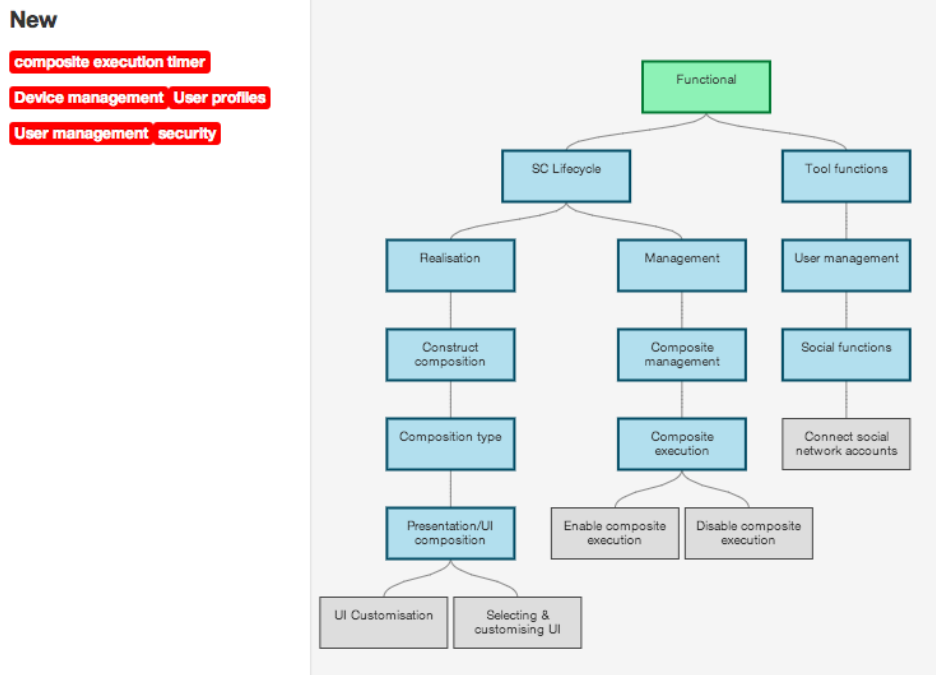 New
composite execution timer
Device management User profiles
User management security
Functional
SC Lifecycle
Tool functions
Realisation
Management
User management
Construct
composition
Composite
management
Social functions
Composition type
Composite
execution
Connect social
network accounts
Presentation/UI
composition
Enable composite
execution
Disable composite
execution
UI Customisation
Selecting &
customising UI